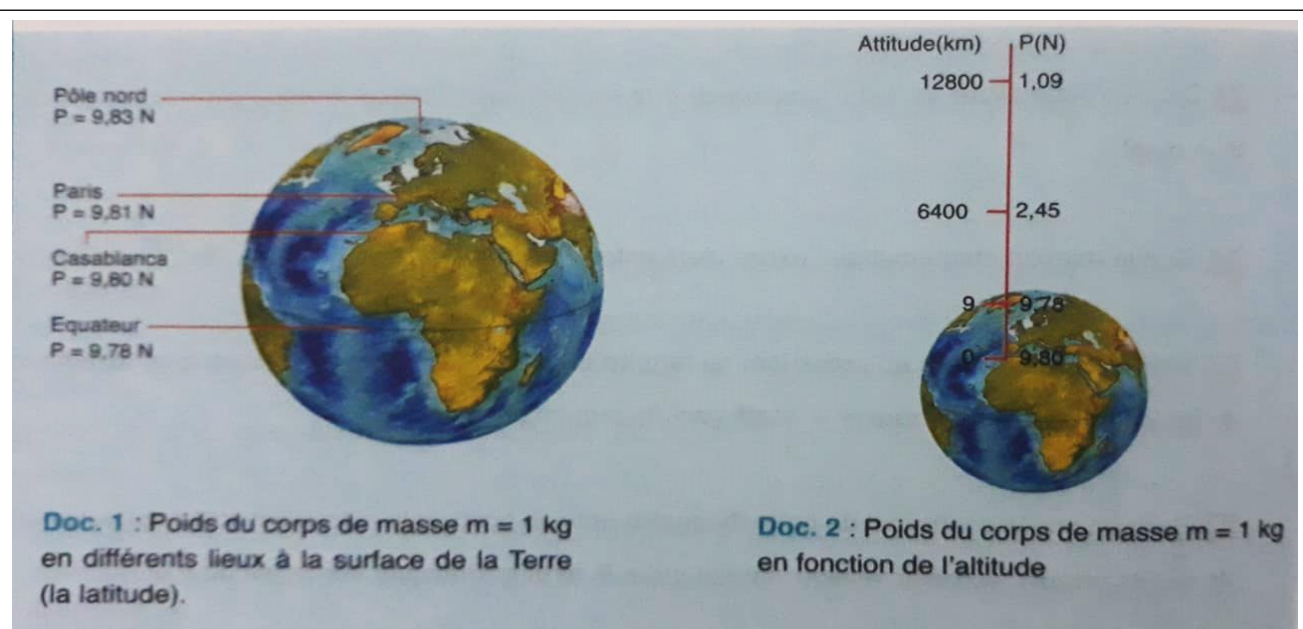 Pôle nord
P = 9,83 N
Paris
P = 9,81 N
Casablanca
P = 9,80 N
Equateur
P = 9,78 N
Attitude(km) P(N)
12800 1,09
6400 2,45
9 9,78
0 9,80
Doc. 1 : Poids du corps de masse m = 1 kg
en différents lieux à la surface de la Terre
(la latitude).
Doc. 2 : Poids du corps de masse m = 1 kg
en fonction de l'altitude